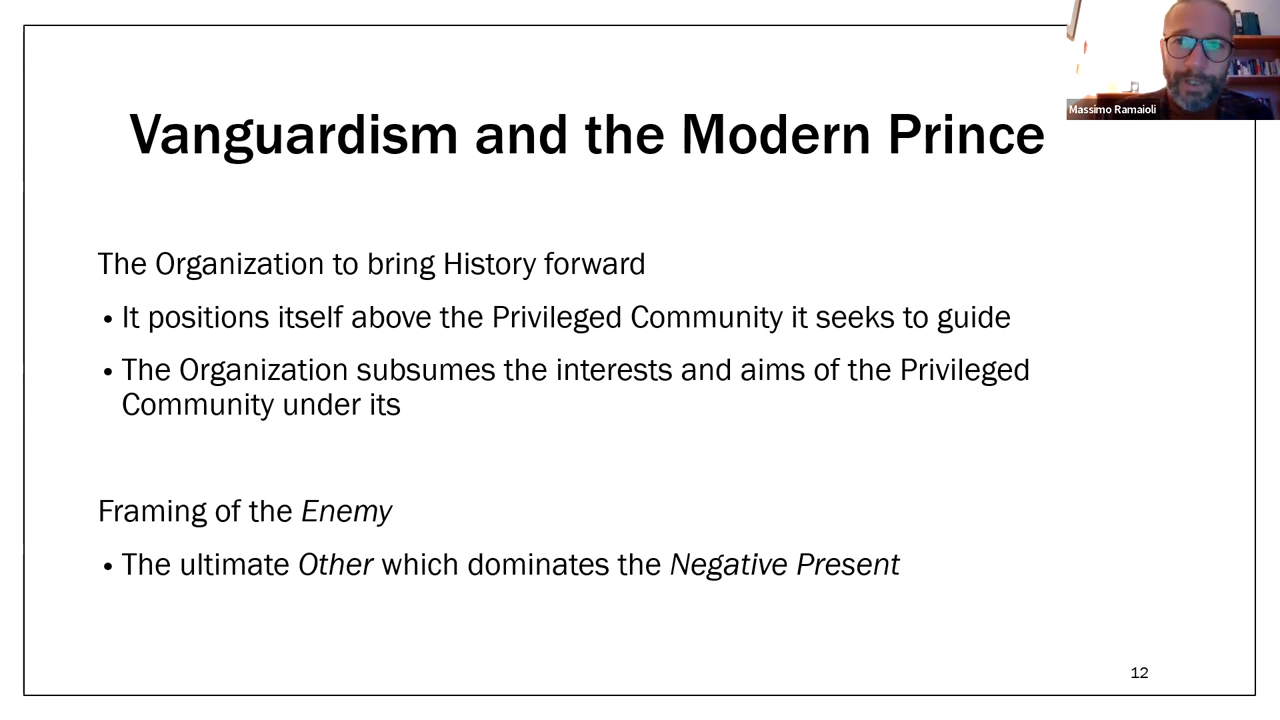 Massimo Ramaioli
Vanguardism and the Modern Prince
The Organization to bring History forward
• It positions itself above the Privileged Community it seeks to guide
• The Organization subsumes the interests and aims of the Privileged
Community under its
Framing of the Enemy
• The ultimate Other which dominates the Negative Present
12